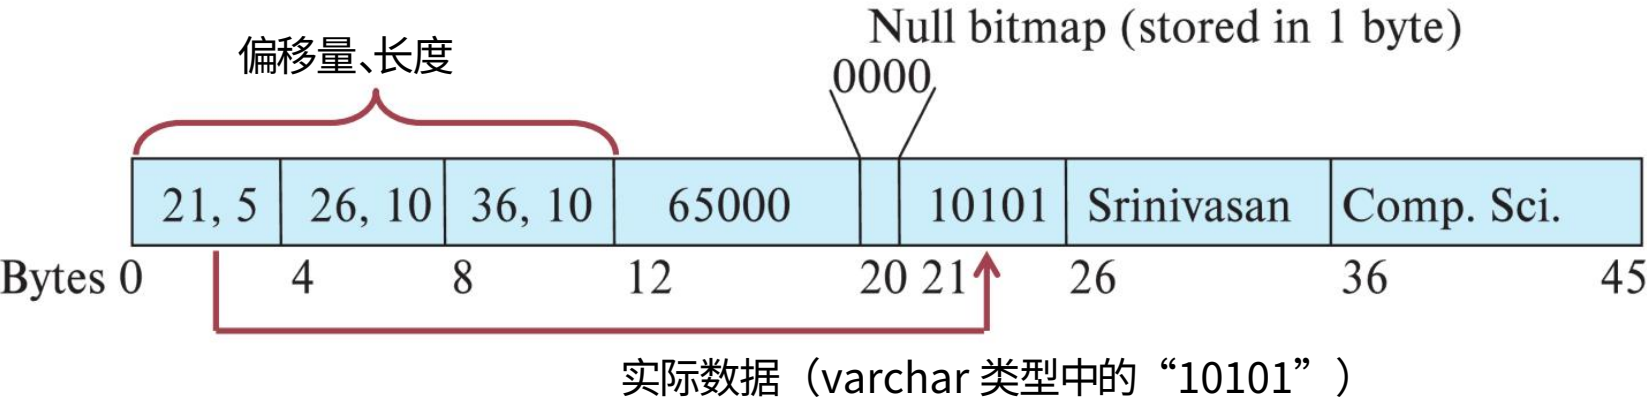 Null bitmap (stored in 1 byte)
偏移量、长度
0000
21, 5 26, 10 36, 10 65000 10101 Srinivasan Comp. Sci.
Bytes 0 4 8 12 20 21 26 36 45
实际数据（varchar 类型中的“10101”）